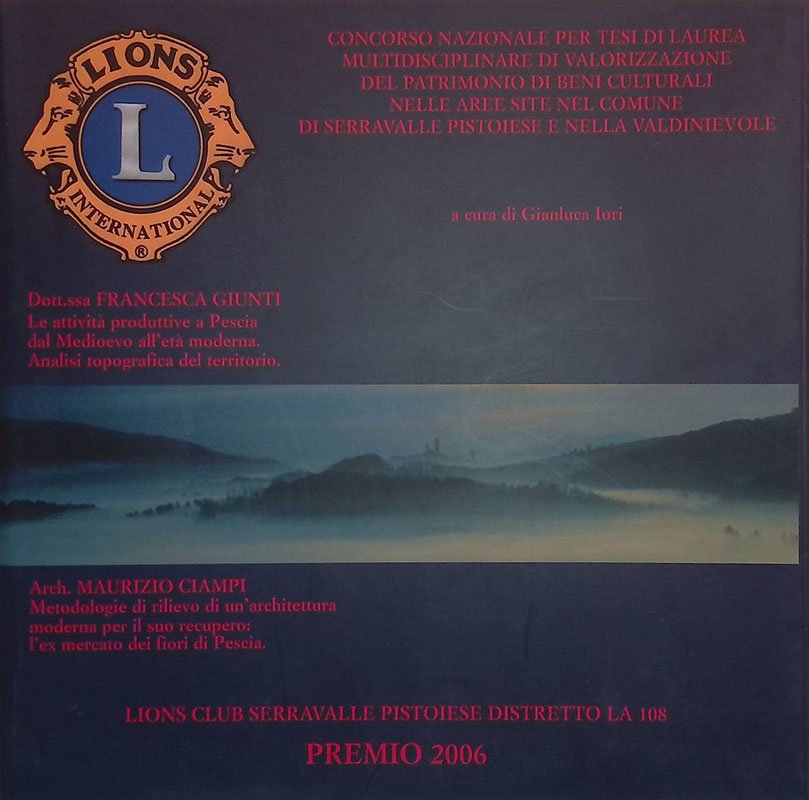 LIONS
L
INTERNATIONAL
®
CONCORSO NAZIONALE PER TESI DI LAUREA
MULTIDISCIPLINARE DI VALORIZZAZIONE
DEL PATRIMONIO DI BENI CULTURALI
NELLE AREE SITE NEL COMUNE
DI SERRAVALLE PISTOIESE E NELLA VALDINIEVOLE
a cura di Gianluca Iori
Dott.ssa FRANCESCA GIUNTI
Le attività produttive a Pescia
dal Medioevo all'età moderna.
Analisi topografica del territorio.
Arch. MAURIZIO CIAMPI
Metodologie di rilievo di un'architettura
moderna per il suo recupero:
l'ex mercato dei fiori di Pescia.
LIONS CLUB SERRAVALLE PISTOIESE DISTRETTO LA 108
PREMIO 2006